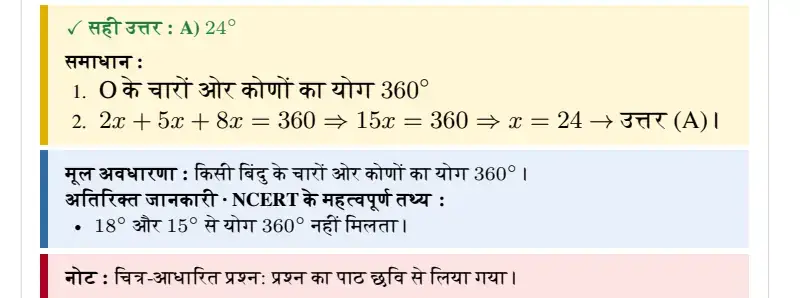 ✓ सही उत्तर : A) 24°
समाधान :
1. O के चारों ओर कोणों का योग 360°
2. 2x + 5x + 8x = 360 ⇒ 15x = 360 ⇒ x = 24 → उत्तर (A)।
मूल अवधारणा : किसी बिंदु के चारों ओर कोणों का योग 360°।
अतिरिक्त जानकारी · NCERT के महत्वपूर्ण तथ्य :
• 18° और 15° से योग 360° नहीं मिलता।
नोट : चित्र-आधारित प्रश्न: प्रश्न का पाठ छवि से लिया गया।